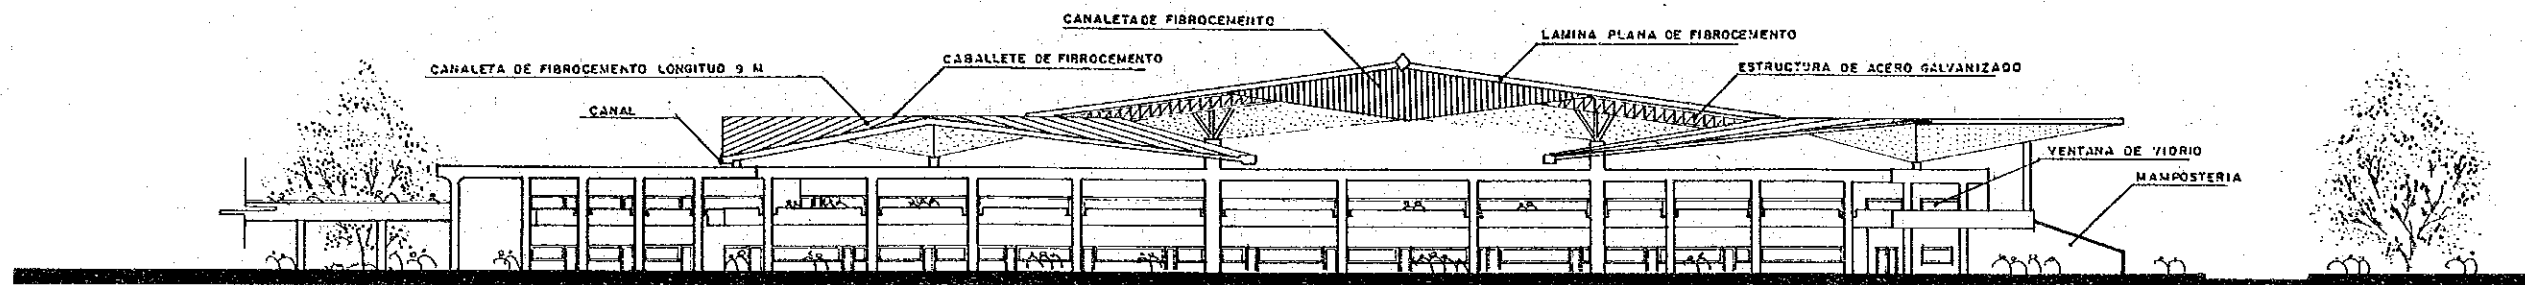 CANALETA DE FIBROCEMENTO
LAMINA PLANA DE FIBROCEMENTO
CABALLETE DE FIBROCEMENTO
CANALETA DE FIBROCEMENTO LONGITUD 9 M
ESTRUCTURA DE ACERO GALVANIZADO
CANAL
VENTANA DE VIDRIO
MAMPOSTERIA